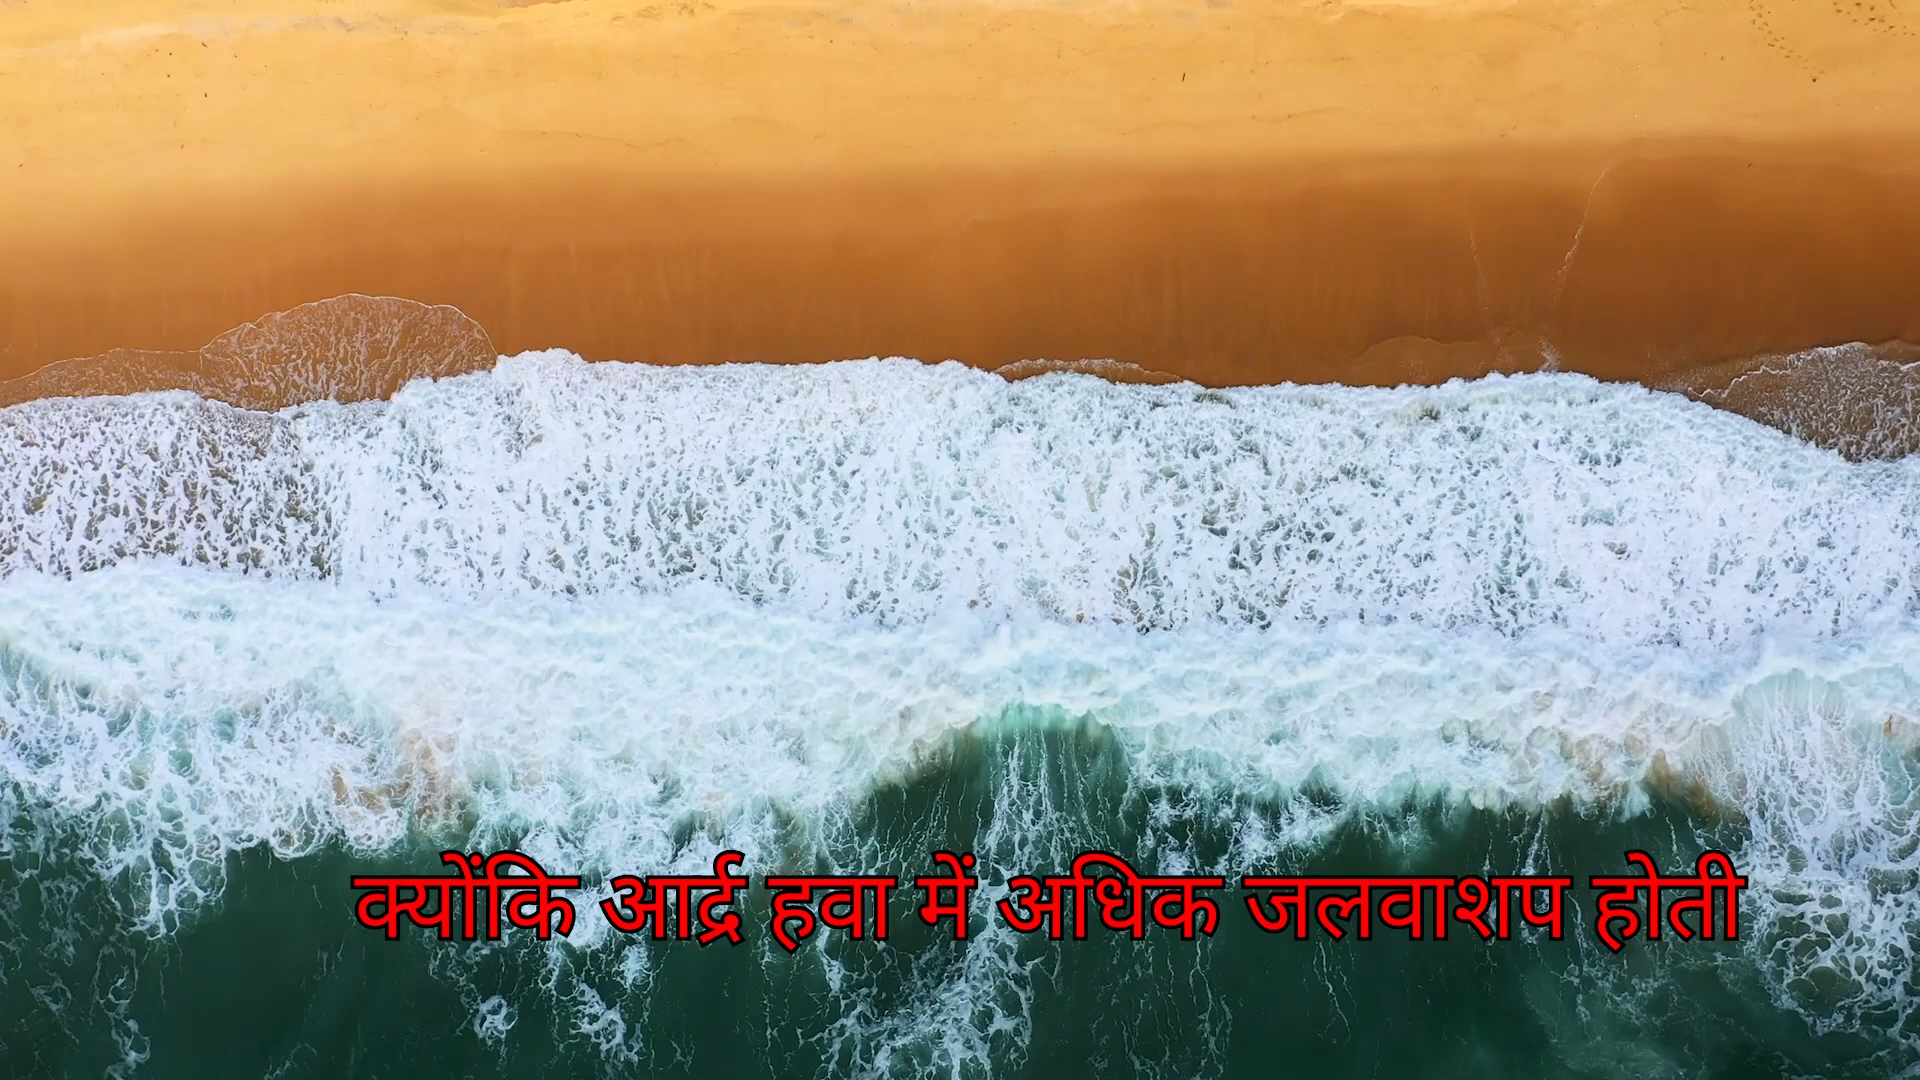 क्योंकि आर्द्र हवा में अधिक जलवाशप होती